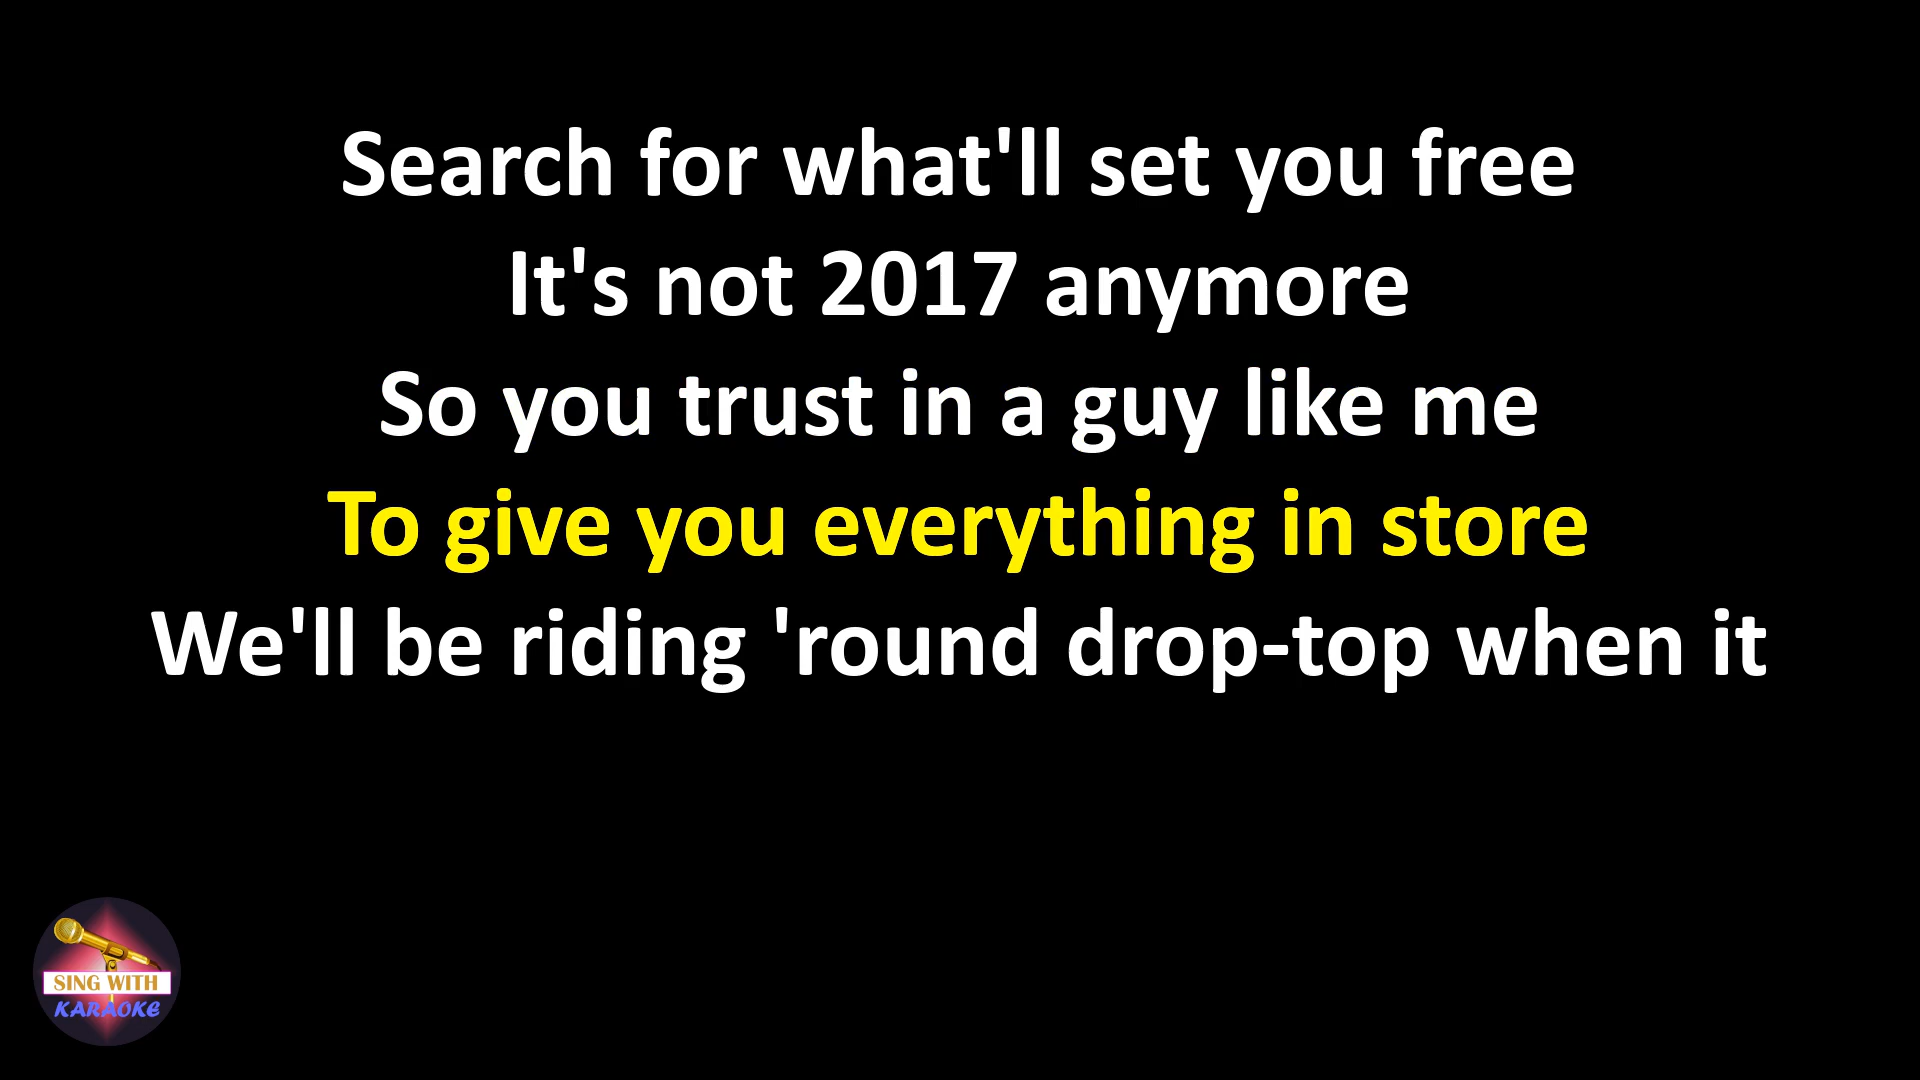 Search for what'll set you free
It's not 2017 anymore
So you trust in a guy like me
To give you everything in store
We'll be riding 'round drop-top when it
SING WITH
KARAOKE